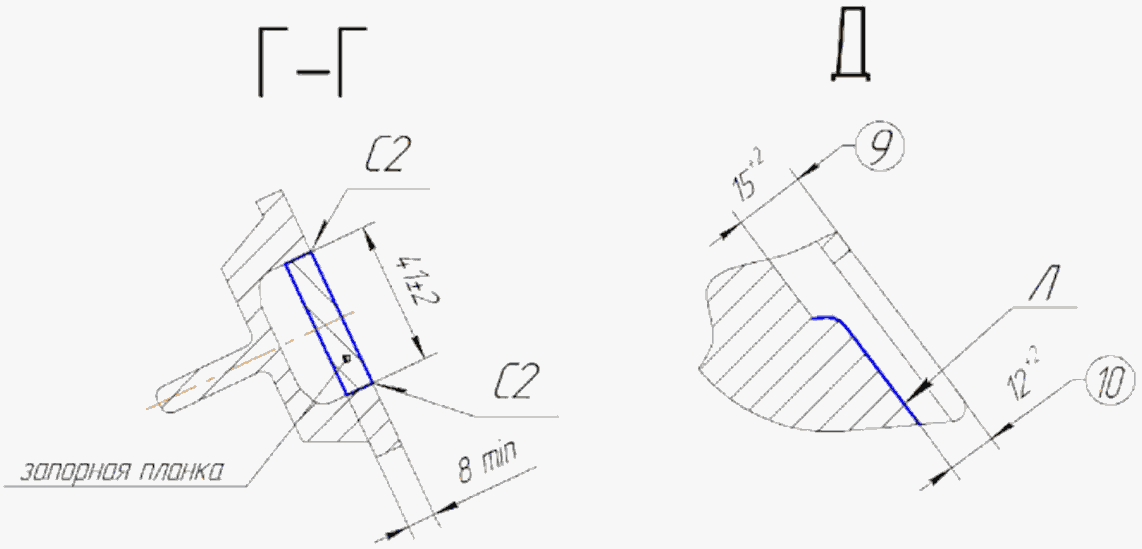 Г–Г
С2
41±2
С2
8 min
запорная планка
Д
15⁺²
9
Л
12⁺²
10